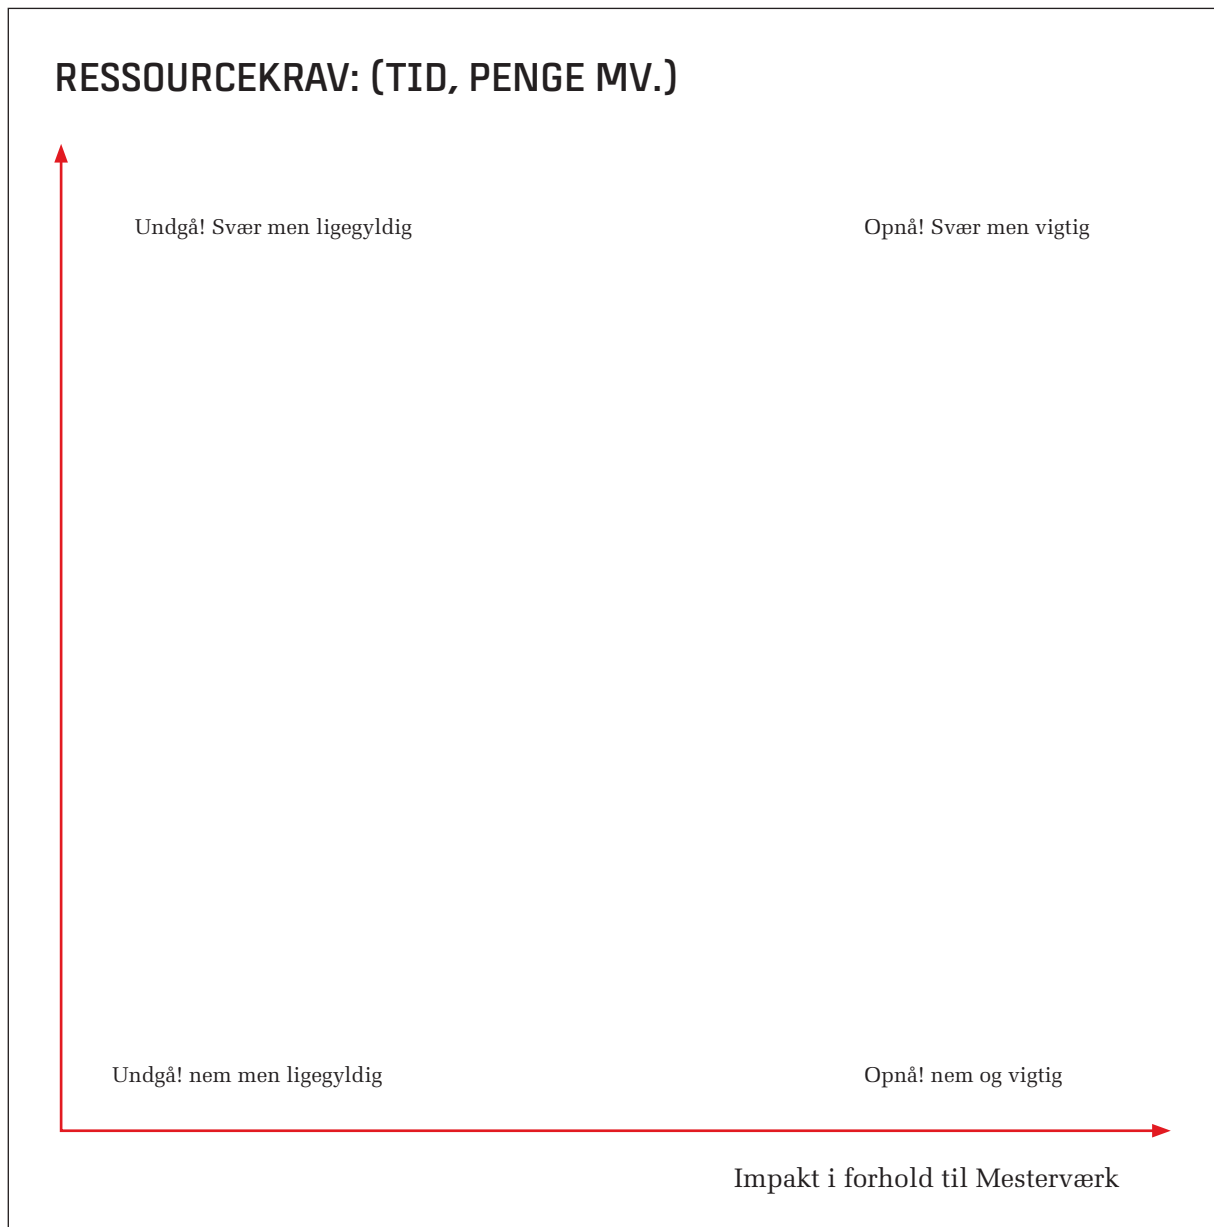 RESSOURCEKRAV: (TID, PENGE MV.)
Undgå! Svær men ligegyldig
Opnå! Svær men vigtig
Undgå! nem men ligegyldig
Opnå! nem og vigtig
Impakt i forhold til Mesterværk